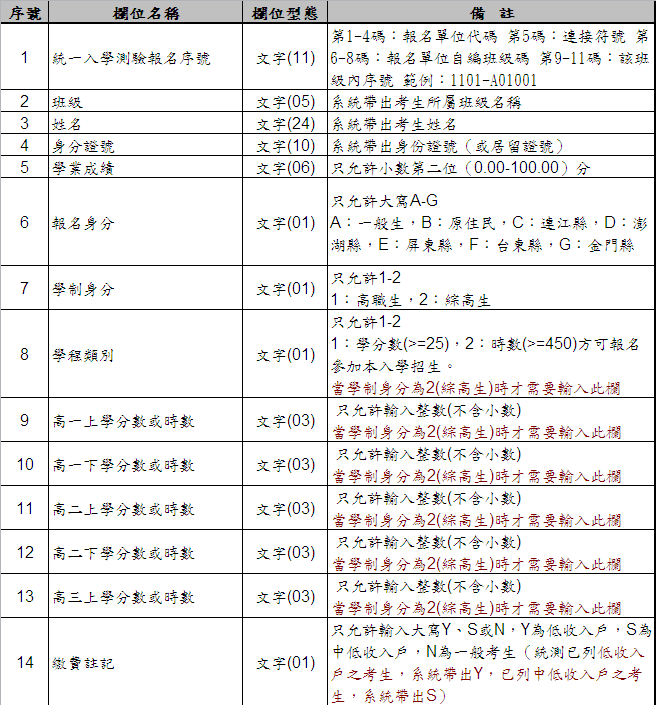 序號 欄位名稱 欄位型態 備 註
第1-4碼：報名單位代碼 第5碼：連接符號 第
1 統一入學測驗報名序號 文字(11) 6-8碼：報名單位自編班級碼 第9-11碼：該班
級內序號 範例：1101-A01001
2 班級 文字(05) 系統帶出考生所屬班級名稱
3 姓名 文字(24) 系統帶出考生姓名
4 身分證號 文字(10) 系統帶出身份證號（或居留證號）
5 學業成績 文字(06) 只允許小數第二位（0.00-100.00）分
只允許大寫A-G
6 報名身分 文字(01) A：一般生，B：原住民，C：連江縣，D：澎
湖縣，E：屏東縣，F：台東縣，G：金門縣
7 學制身分 文字(01) 只允許1-2
1：高職生，2：綜高生
只允許1-2
8 學程類別 文字(01) 1：學分數(>=25)，2：時數(>=450)方可報名
參加本入學招生。
當學制身分為2(綜高生)時才需要輸入此欄
9 高一上學分數或時數 文字(03) 只允許輸入整數(不含小數)
當學制身分為2(綜高生)時才需要輸入此欄
10 高一下學分數或時數 文字(03) 只允許輸入整數(不含小數)
當學制身分為2(綜高生)時才需要輸入此欄
11 高二上學分數或時數 文字(03) 只允許輸入整數(不含小數)
當學制身分為2(綜高生)時才需要輸入此欄
12 高二下學分數或時數 文字(03) 只允許輸入整數(不含小數)
當學制身分為2(綜高生)時才需要輸入此欄
13 高三上學分數或時數 文字(03) 只允許輸入整數(不含小數)
當學制身分為2(綜高生)時才需要輸入此欄
只允許輸入大寫Y、S或N，Y為低收入戶，S為
14 繳費註記 文字(01) 中低收入戶，N為一般考生（統測已列低收入
戶之考生，系統帶出Y，已列中低收入戶之考
生，系統帶出S）